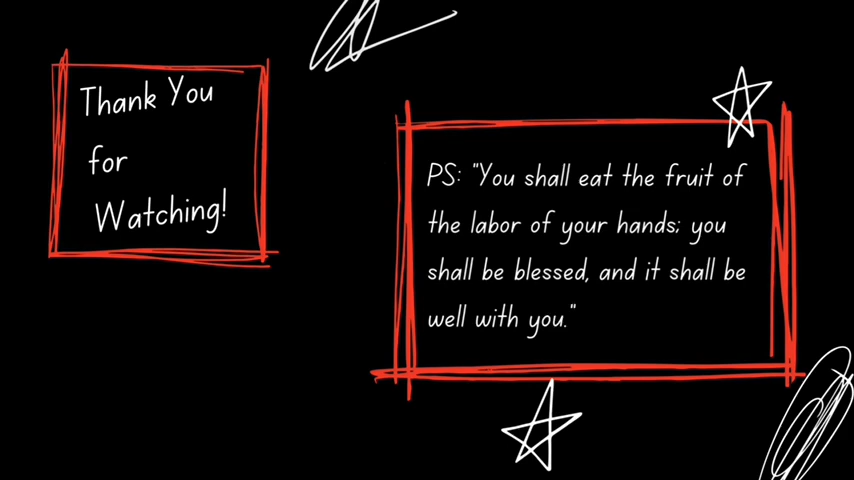 Thank You
for
Watching!
PS: "You shall eat the fruit of
the labor of your hands; you
shall be blessed, and it shall be
well with you."